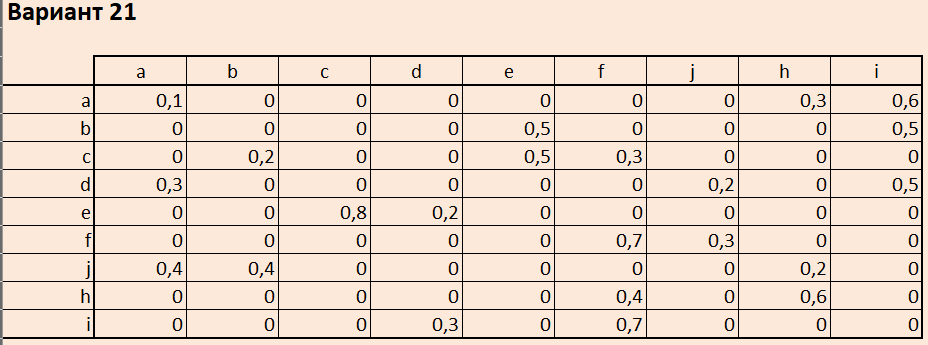 Вариант 21
a b c d e f j h i
a 0,1 0 0 0 0 0 0 0,3 0,6
b 0 0 0 0 0,5 0 0 0 0,5
c 0 0,2 0 0 0,5 0,3 0 0 0
d 0,3 0 0 0 0 0 0,2 0 0,5
e 0 0 0,8 0,2 0 0 0 0 0
f 0 0 0 0 0 0,7 0,3 0 0
j 0,4 0,4 0 0 0 0 0 0,2 0
h 0 0 0 0 0 0,4 0 0,6 0
i 0 0 0 0,3 0 0,7 0 0 0